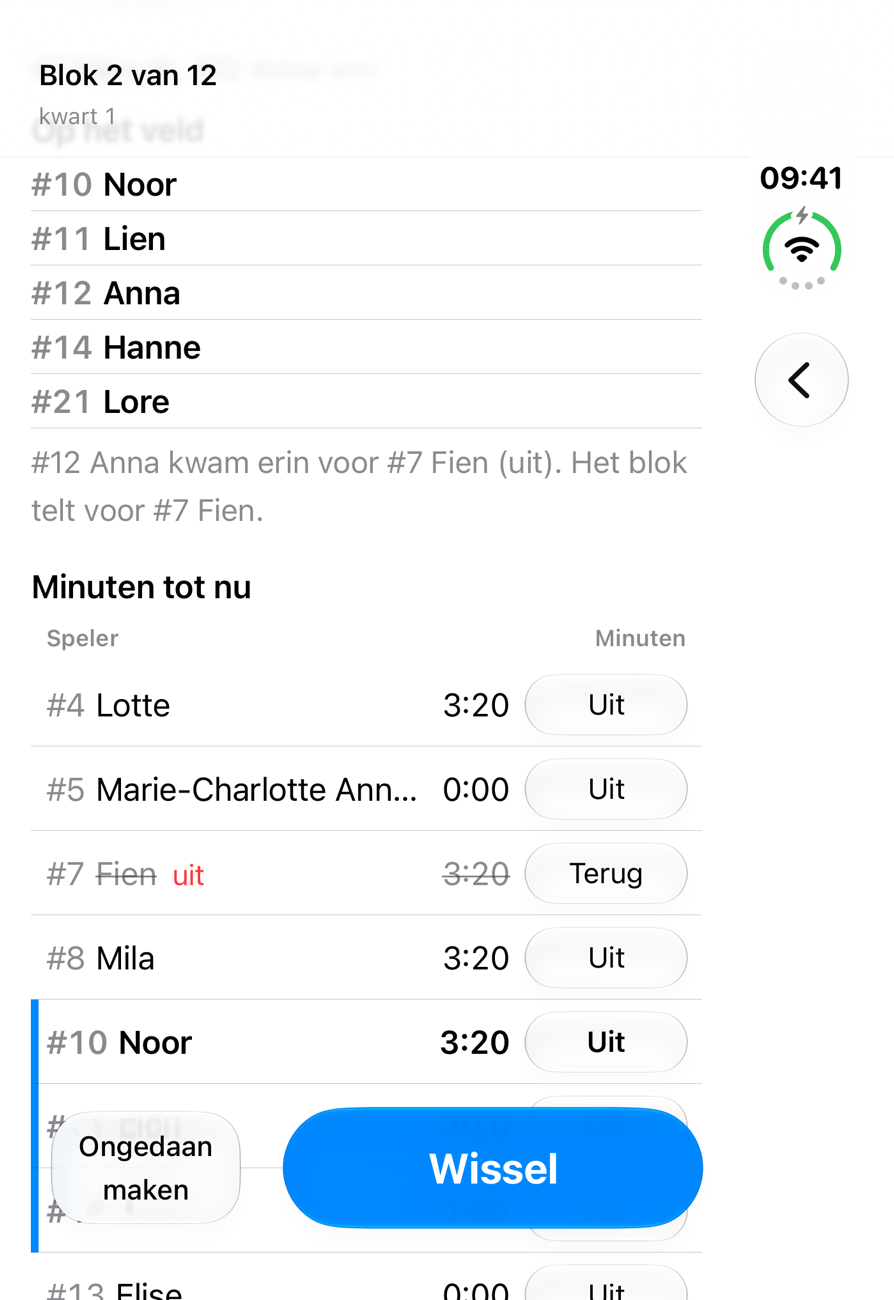 Blok 2 van 12
kwart 1
Op het veld
09:41
#10 Noor
#11 Lien
#12 Anna
#14 Hanne
#21 Lore
#12 Anna kwam erin voor #7 Fien (uit). Het blok
telt voor #7 Fien.
Minuten tot nu
Speler Minuten
#4 Lotte 3:20 Uit
#5 Marie-Charlotte Ann... 0:00 Uit
#7 Fien uit 3:20 Terug
#8 Mila 3:20 Uit
#10 Noor 3:20 Uit
Ongedaan
maken
Wissel
#13 Elise 0:00 Uit